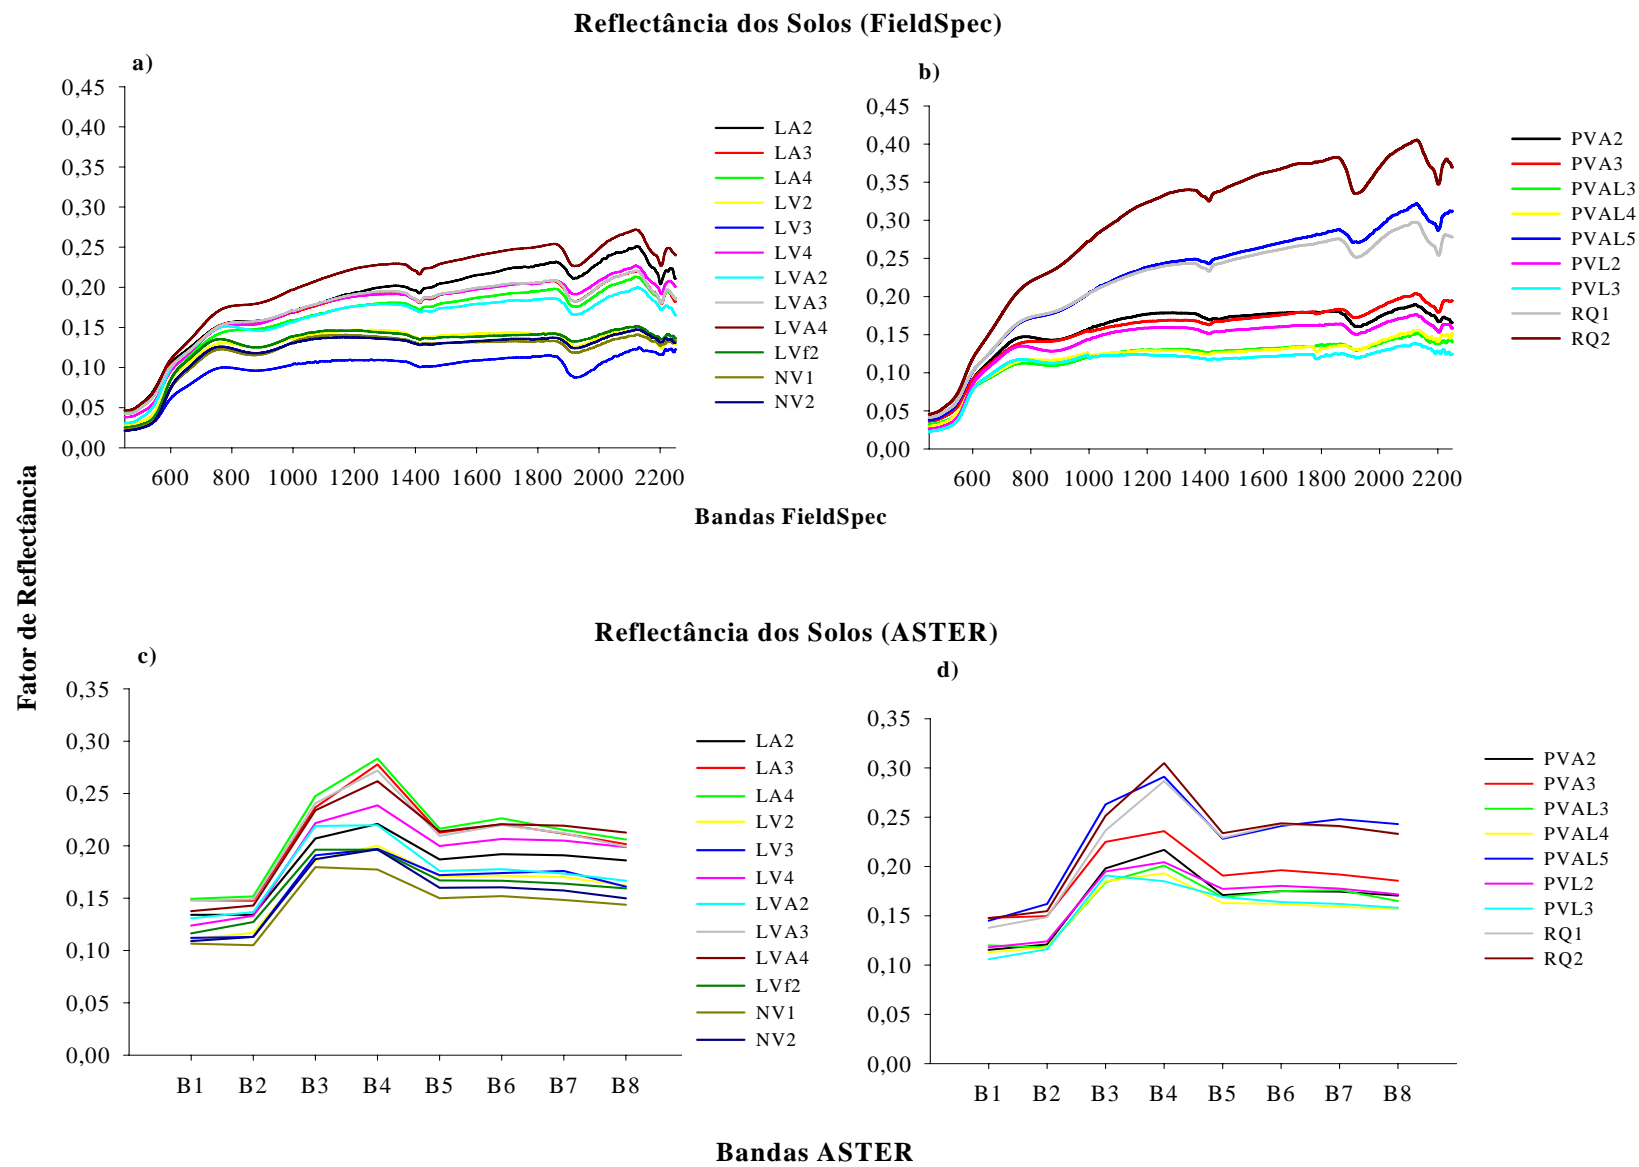 Reflectância dos Solos (FieldSpec)
a)
0,45
0,40
0,35
0,30
0,25
0,20
0,15
0,10
0,05
0,00
600 800 1000 1200 1400 1600 1800 2000 2200
LA2
LA3
LA4
LV2
LV3
LV4
LVA2
LVA3
LVA4
LVf2
NV1
NV2
b)
0,45
0,40
0,35
0,30
0,25
0,20
0,15
0,10
0,05
0,00
600 800 1000 1200 1400 1600 1800 2000 2200
PVA2
PVA3
PVAL3
PVAL4
PVAL5
PVL2
PVL3
RQ1
RQ2
Bandas FieldSpec
Fator de Reflectância
Reflectância dos Solos (ASTER)
c)
0,35
0,30
0,25
0,20
0,15
0,10
0,05
0,00
B1 B2 B3 B4 B5 B6 B7 B8
LA2
LA3
LA4
LV2
LV3
LV4
LVA2
LVA3
LVA4
LVf2
NV1
NV2
d)
0,35
0,30
0,25
0,20
0,15
0,10
0,05
0,00
B1 B2 B3 B4 B5 B6 B7 B8
PVA2
PVA3
PVAL3
PVAL4
PVAL5
PVL2
PVL3
RQ1
RQ2
Bandas ASTER